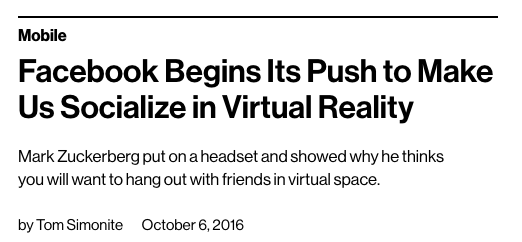 Mobile
Facebook Begins Its Push to Make
Us Socialize in Virtual Reality
Mark Zuckerberg put on a headset and showed why he thinks
you will want to hang out with friends in virtual space.
by Tom Simonite October 6, 2016